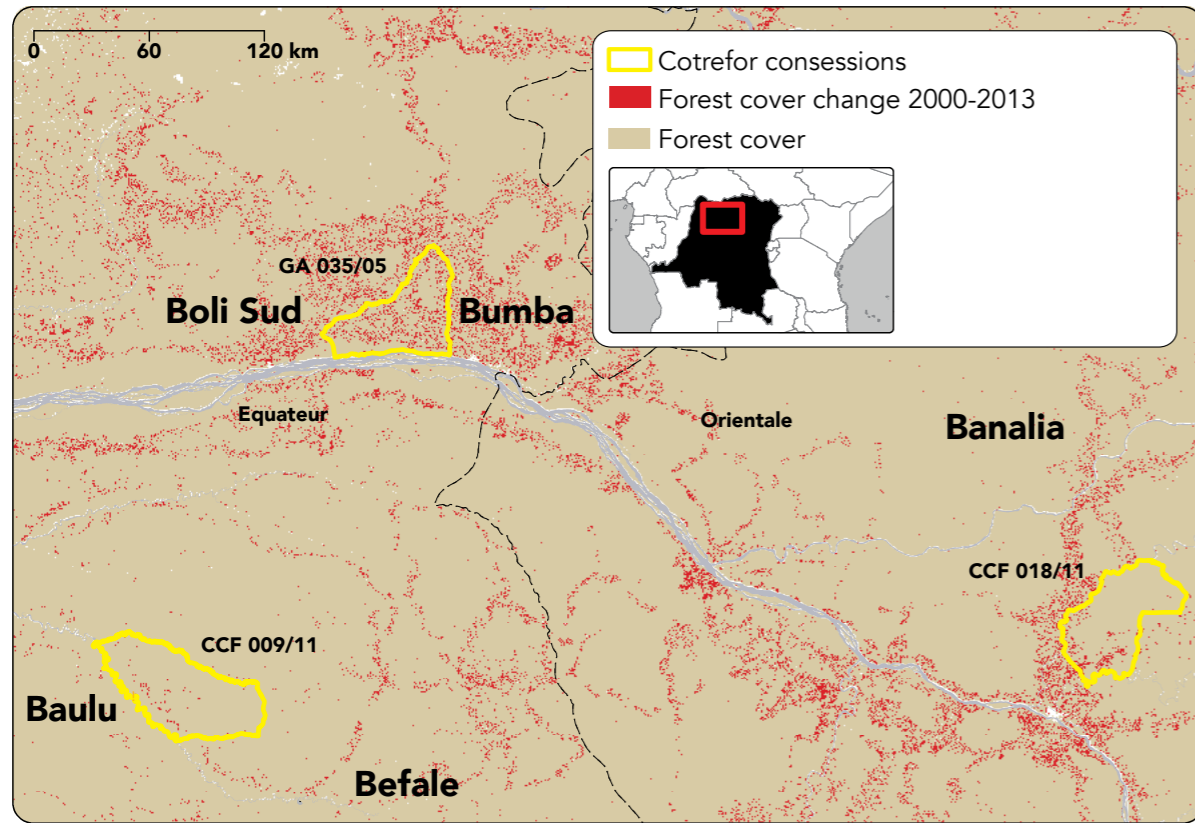 0 60 120 km
Cotrefor consessions
Forest cover change 2000-2013
Forest cover
GA 035/05
Boli Sud
Bumba
Equateur
Orientale
Banalia
CCF 018/11
CCF 009/11
Baulu
Befale